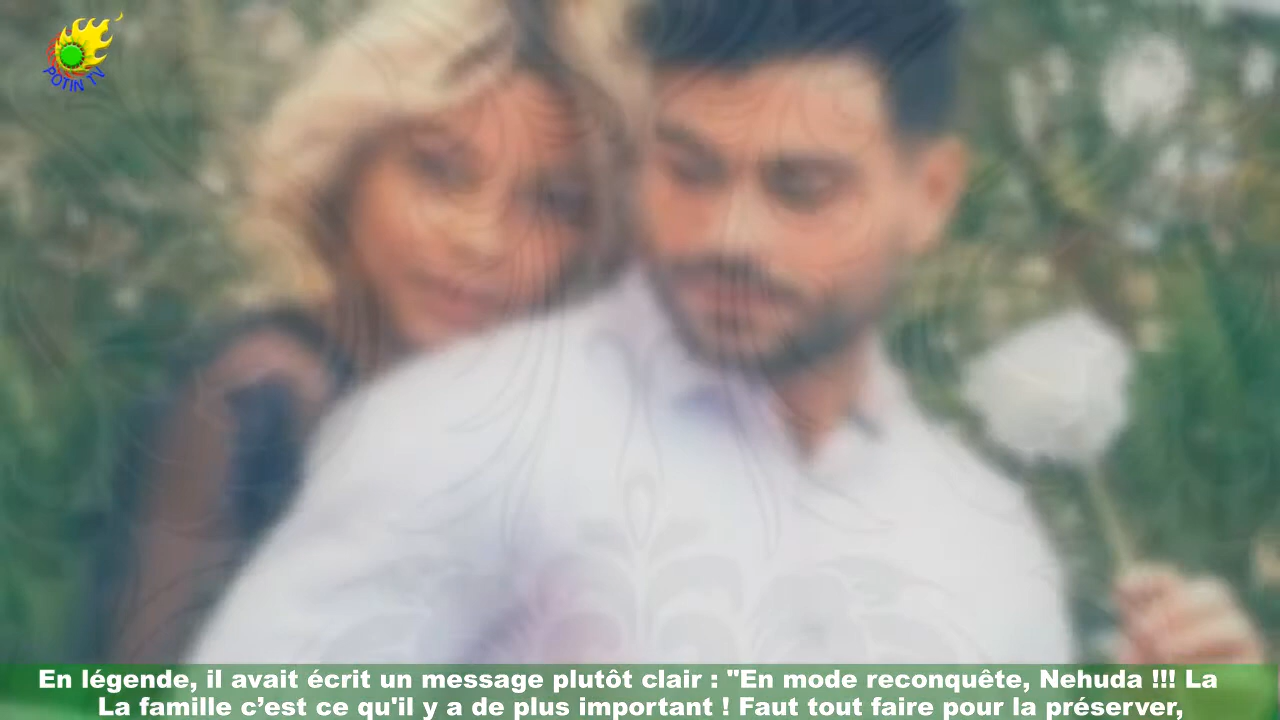 POTIN TV
En légende, il avait écrit un message plutôt clair : "En mode reconquête, Nehuda !!! La
La famille c’est ce qu'il y a de plus important ! Faut tout faire pour la préserver,